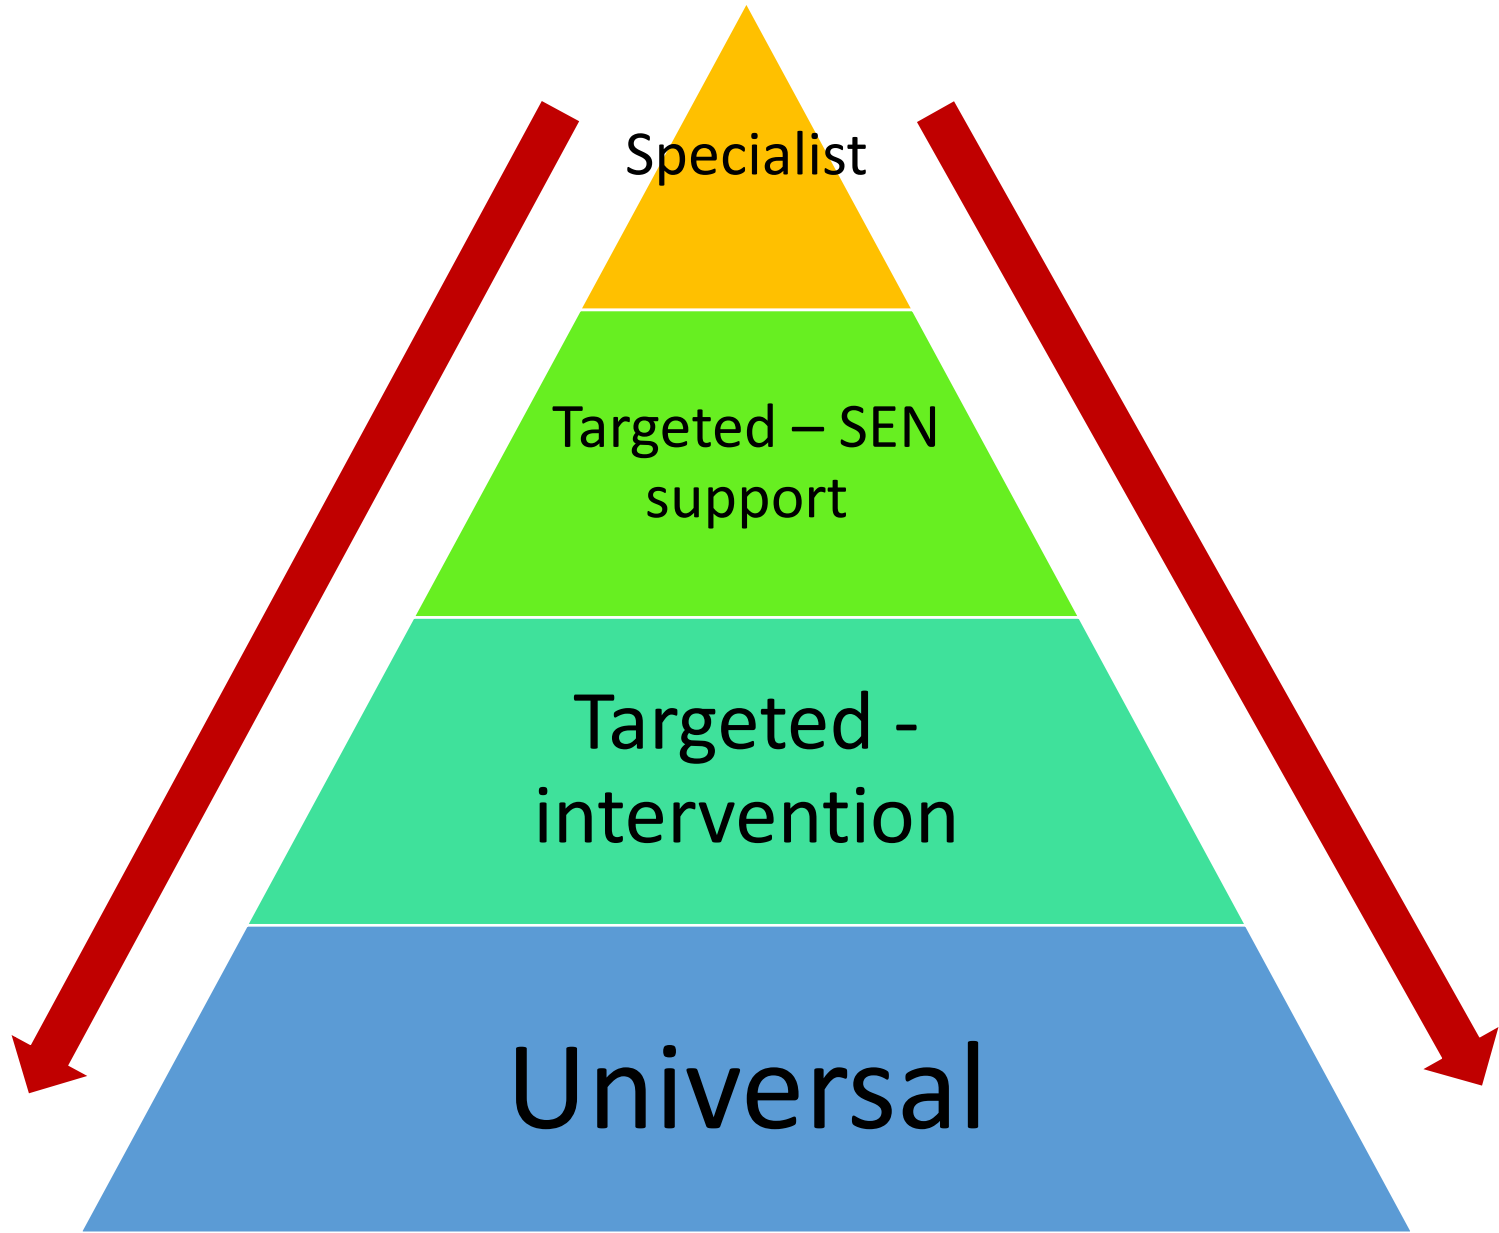 Specialist
Targeted – SEN
support
Targeted -
intervention
Universal